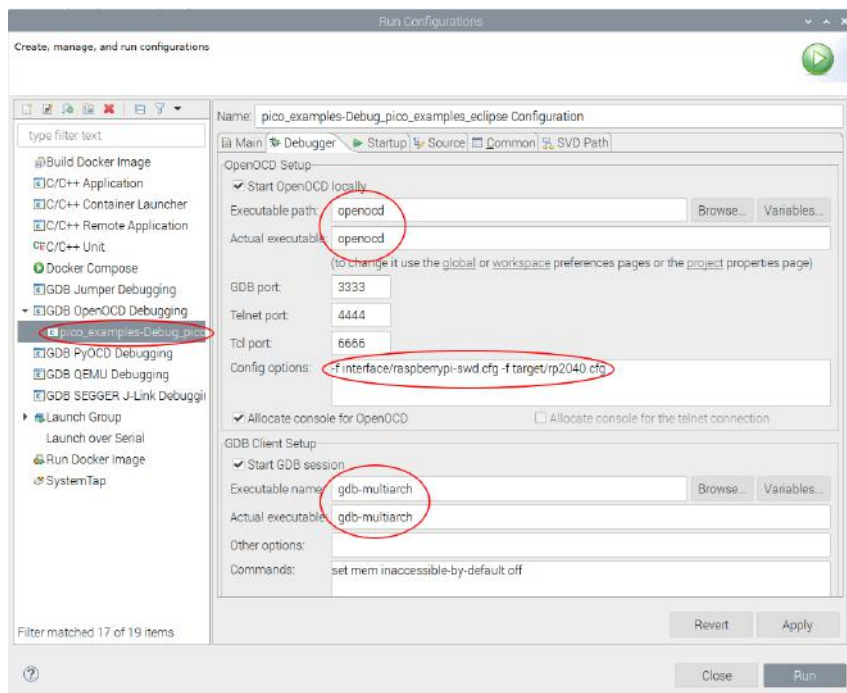 Run Configurations
Create, manage, and run configurations
type filter text
Build Docker Image
C/C++ Application
C/C++ Container Launcher
C/C++ Remote Application
C/C++ Unit
Docker Compose
GDB Jumper Debugging
GDB OpenOCD Debugging
pico_examples-Debug_pico
GDB PyOCD Debugging
GDB QEMU Debugging
GDB SEGGER J-Link Debuggi
Launch Group
Launch over Serial
Run Docker Image
SystemTap
Filter matched 17 of 19 items
Name: pico_examples-Debug_pico_examples_eclipse Configuration
Main Debugger Startup Source Common SVD Path
OpenOCD Setup
Start OpenOCD locally
Executable path: openocd Browse... Variables...
Actual executable: openocd
(to change it use the global or workspace preferences pages or the project properties page)
GDB port: 3333
Telnet port: 4444
Tcl port: 6666
Config options: -f interface/raspberrypi-swd.cfg -f target/rp2040.cfg
Allocate console for OpenOCD Allocate console for the telnet connection
GDB Client Setup
Start GDB session
Executable name: gdb-multiarch Browse... Variables...
Actual executable: gdb-multiarch
Other options:
Commands: set mem inaccessible-by-default off
Revert Apply
Close Run